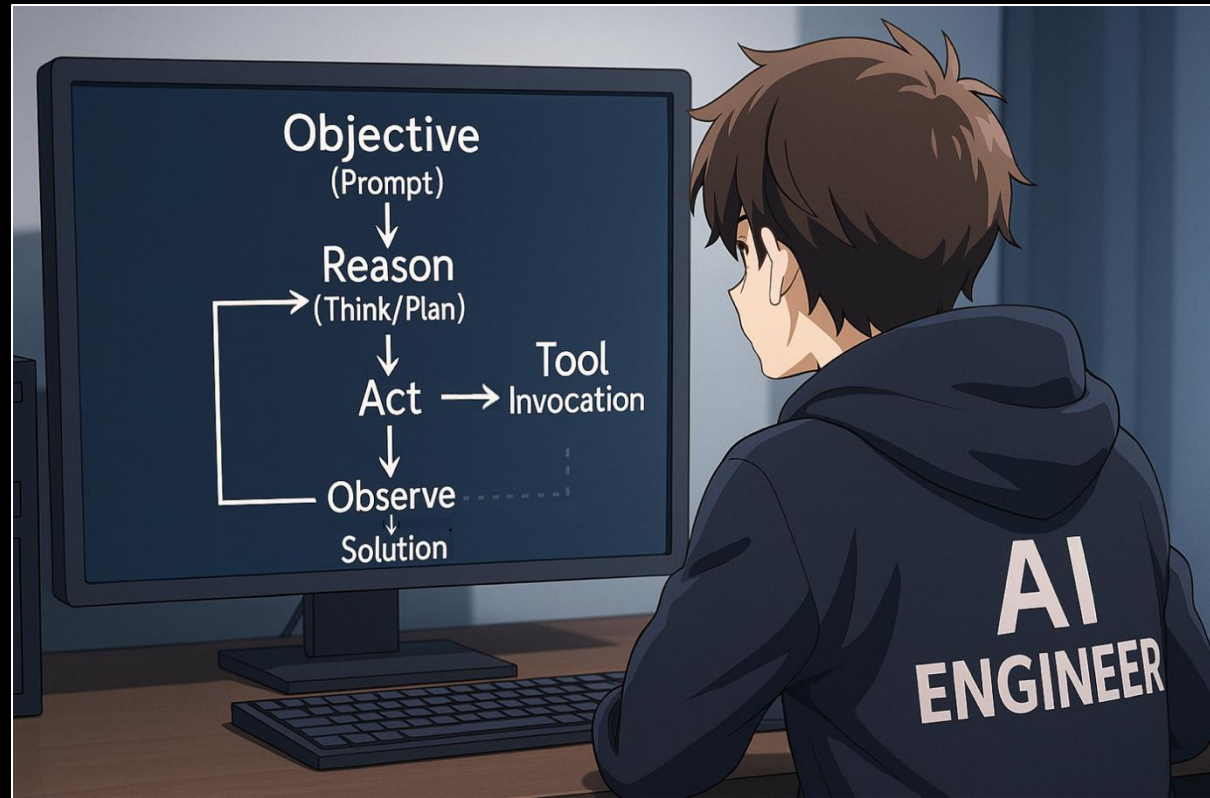 Objective
(Prompt)
Reason
(Think/Plan)
Act
Tool
Invocation
Observe
Solution
AI
ENGINEER